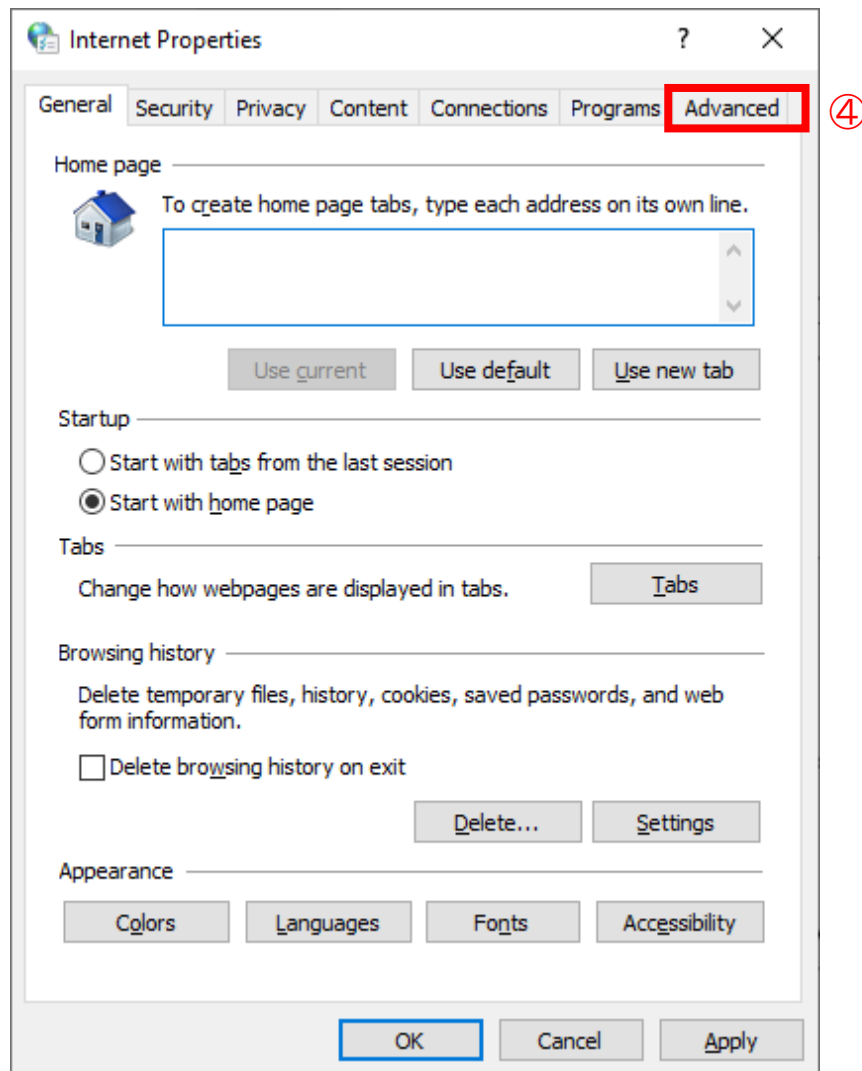 Internet Properties
?
General Security Privacy Content Connections Programs Advanced
④
Home page
To create home page tabs, type each address on its own line.
Use current Use default Use new tab
Startup
Start with tabs from the last session
Start with home page
Tabs
Change how webpages are displayed in tabs. Tabs
Browsing history
Delete temporary files, history, cookies, saved passwords, and web
form information.
Delete browsing history on exit
Delete... Settings
Appearance
Colors Languages Fonts Accessibility
OK Cancel Apply